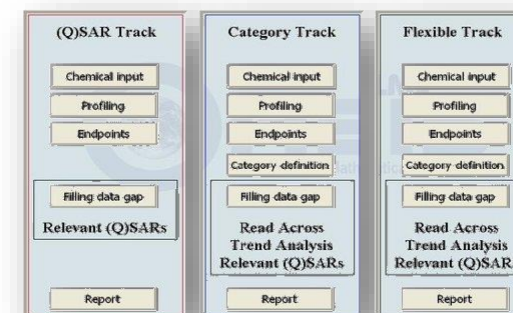 (Q)SAR Track
Chemical input
Profiling
Endpoints
Filling data gap
Relevant (Q)SARs
Report
Category Track
Chemical input
Profiling
Endpoints
Category definition
Filling data gap
Read Across
Trend Analysis
Relevant (Q)SARs
Report
Flexible Track
Chemical input
Profiling
Endpoints
Category definition
Filling data gap
Read Across
Trend Analysis
Relevant (Q)SAR
Report